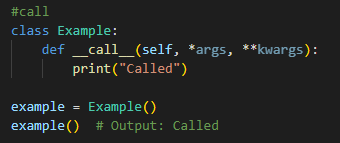 #call
class Example:
    def __call__(self, *args, **kwargs):
        print("Called")

example = Example()
example()  # Output: Called